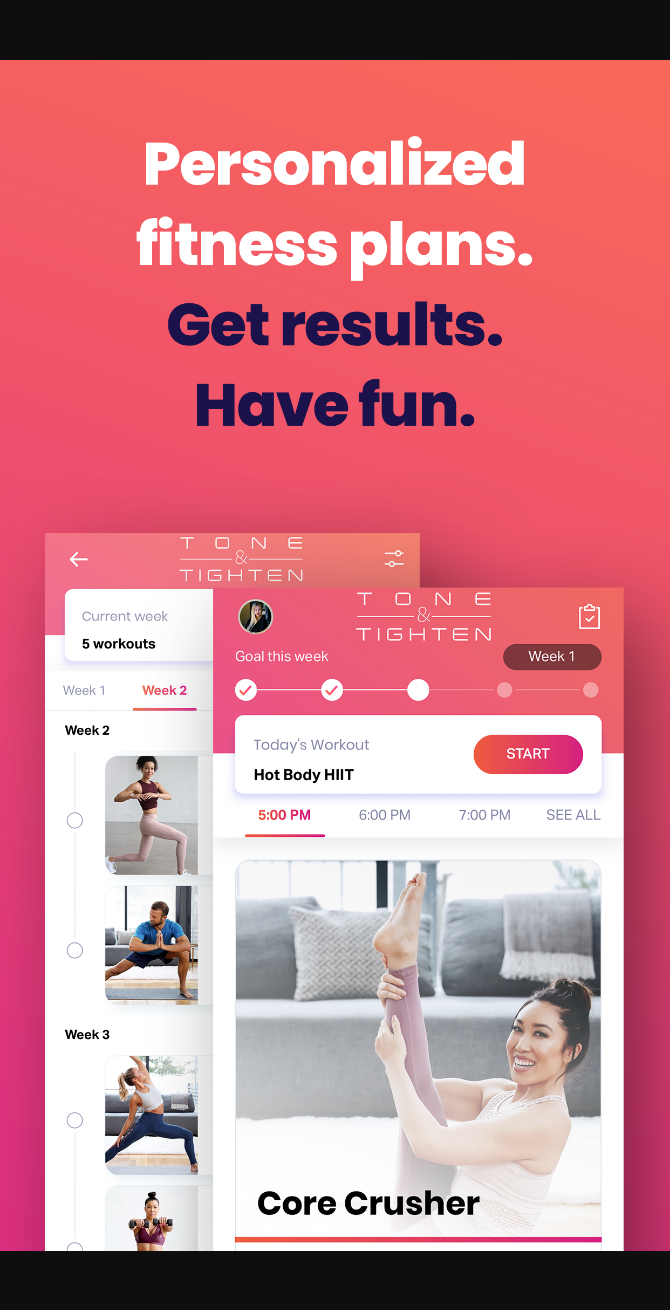 Personalized
fitness plans.
Get results.
Have fun.
TONE
&
TIGHTEN
Current week
5 workouts
Week 1 Week 2
Week 2
Week 3
TONE
&
TIGHTEN
Goal this week Week 1
Today's Workout
Hot Body HIIT
START
5:00 PM 6:00 PM 7:00 PM SEE ALL
Core Crusher